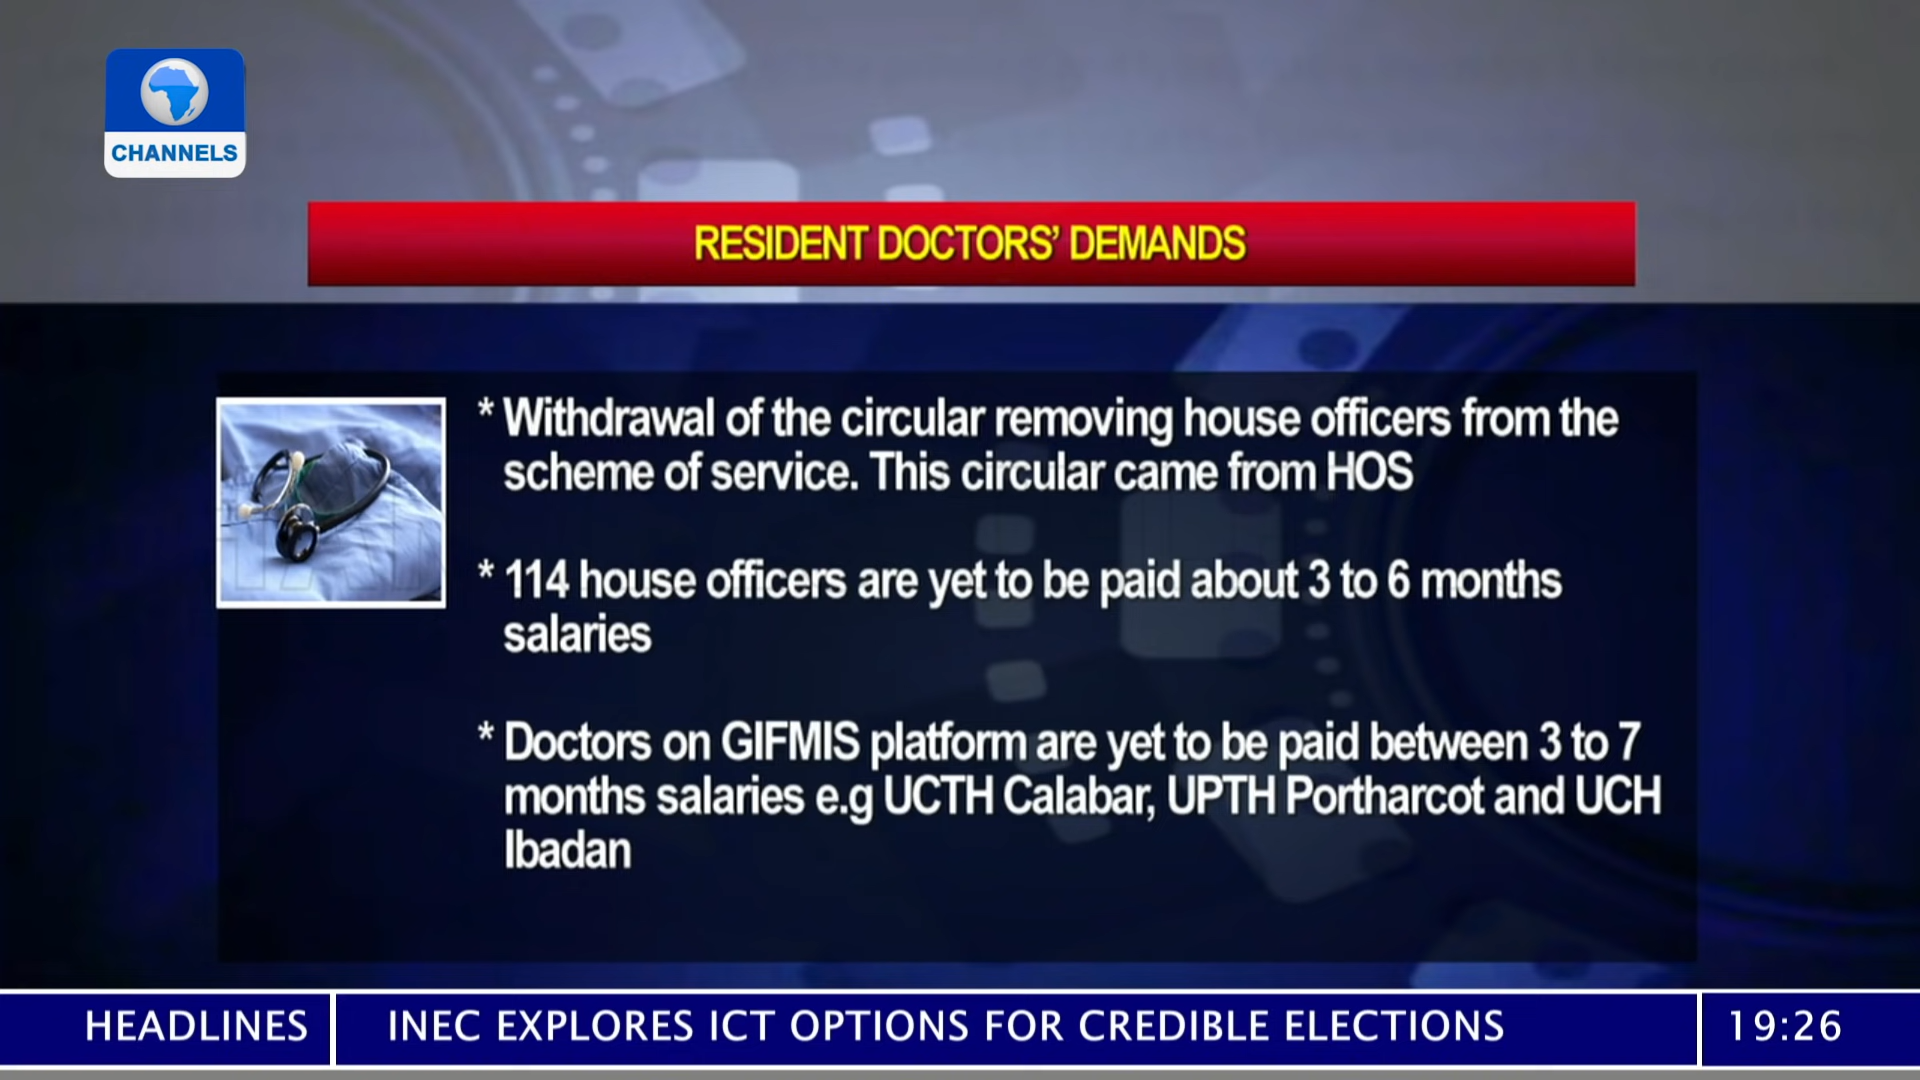 CHANNELS
RESIDENT DOCTORS’ DEMANDS
* Withdrawal of the circular removing house officers from the
scheme of service. This circular came from HOS
* 114 house officers are yet to be paid about 3 to 6 months
salaries
* Doctors on GIFMIS platform are yet to be paid between 3 to 7
months salaries e.g UCTH Calabar, UPTH Portharcot and UCH
Ibadan
HEADLINES
INEC EXPLORES ICT OPTIONS FOR CREDIBLE ELECTIONS
19:26